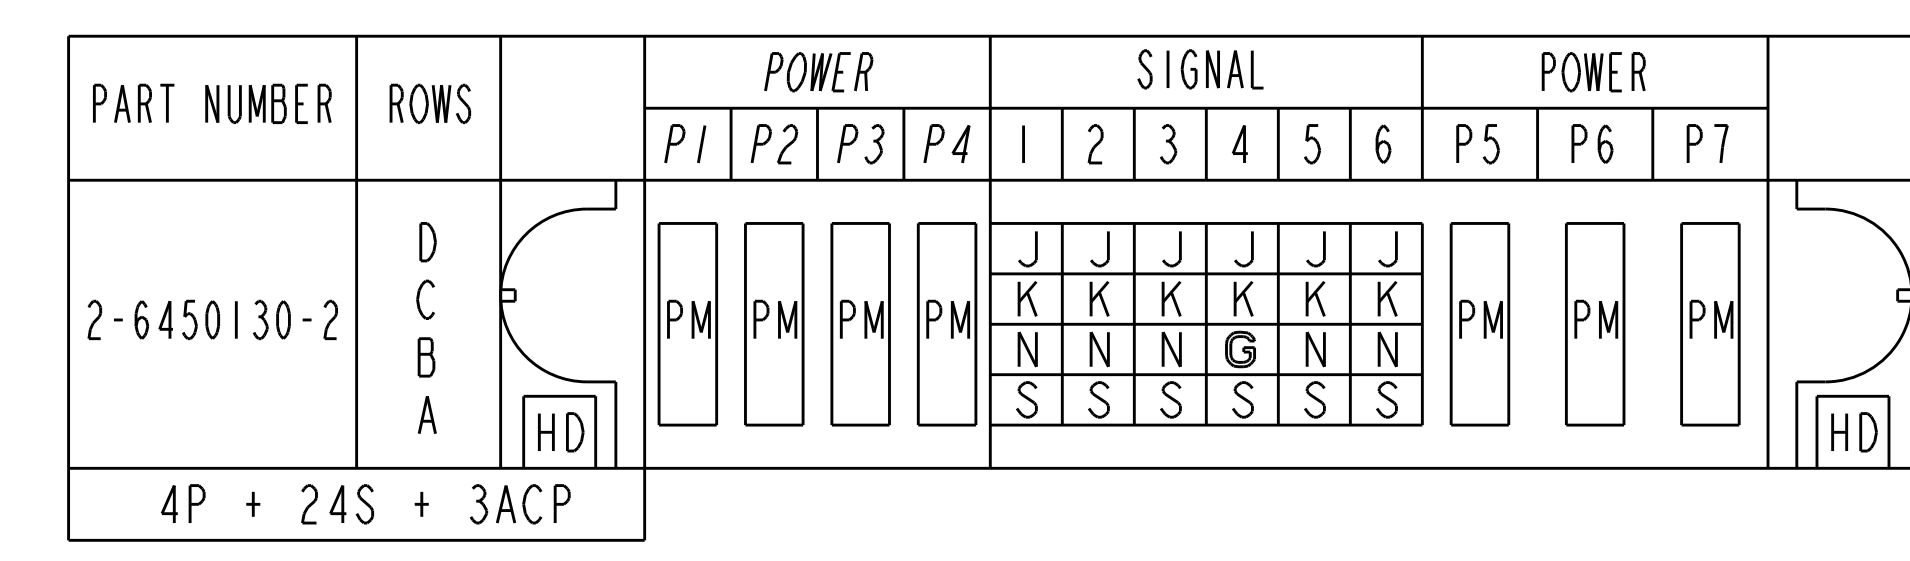 POWER SIGNAL POWER
PART NUMBER ROWS
P1 P2 P3 P4 1 2 3 4 5 6 P5 P6 P7
D J J J J J J
C K K K K K K
2-6450130-2 PM PM PM PM PM PM PM
B N N N G N N
A S S S S S S
HD HD
4P + 24S + 3ACP